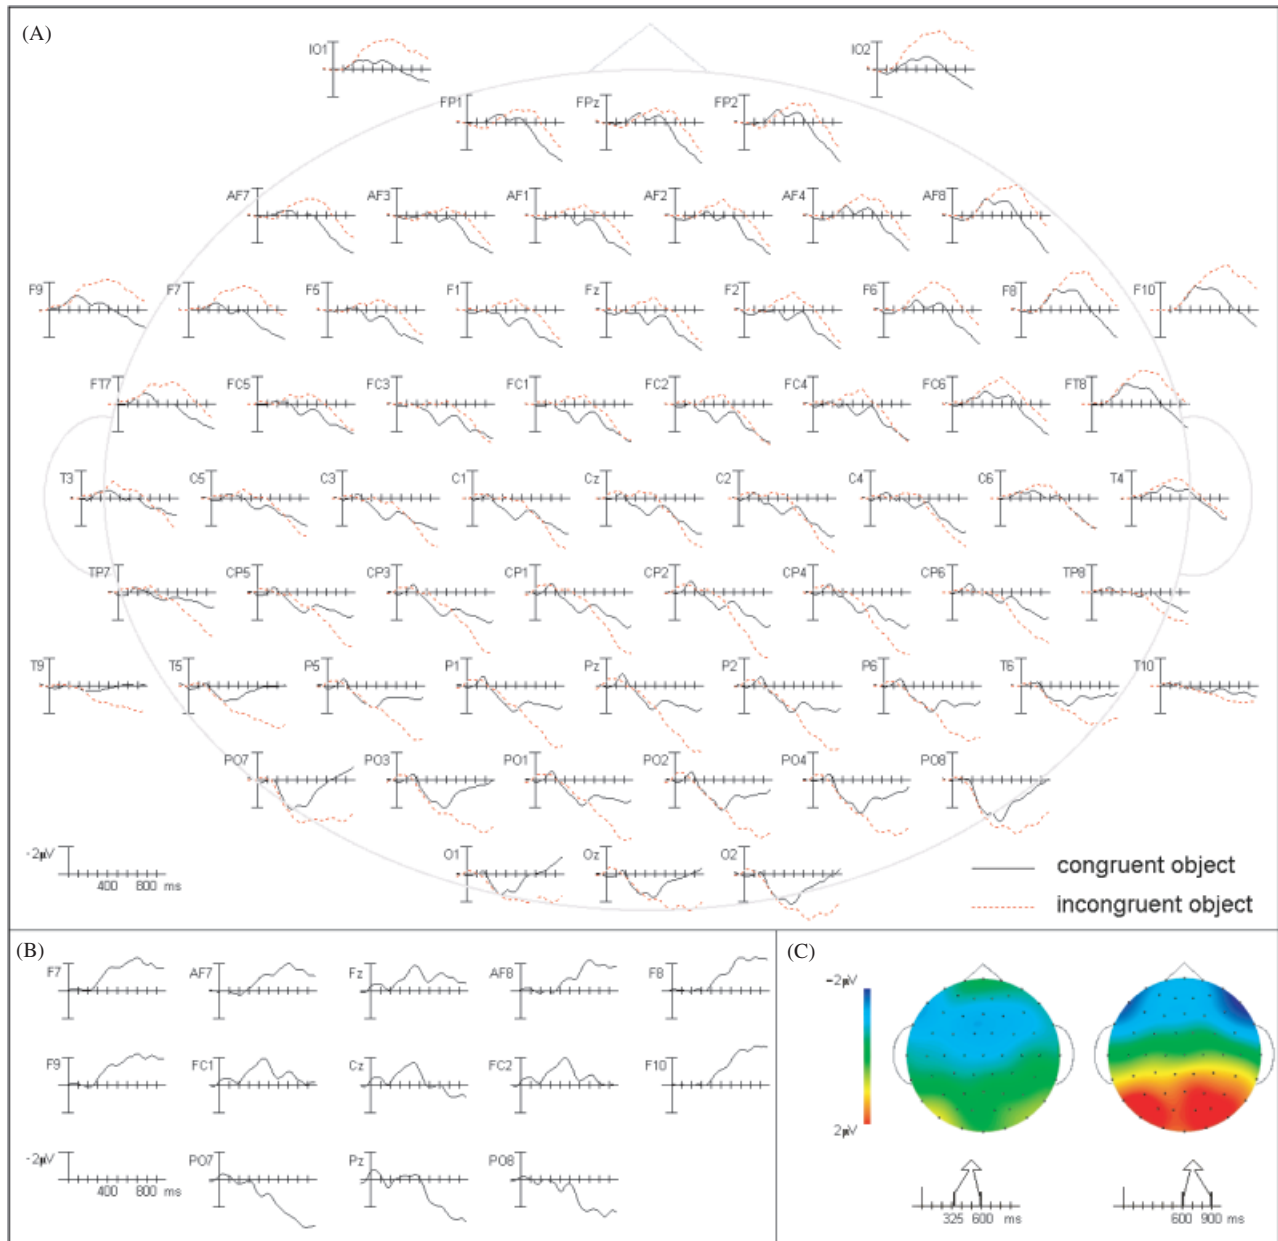 (A)
IO1 IO2
FP1 FPz FP2
AF7 AF3 AF1 AF2 AF4 AF8
F9 F7 F5 F1 Fz F2 F6 F8 F10
FT7 FC5 FC3 FC1 FC2 FC4 FC6 FT8
T3 C5 C3 C1 Cz C2 C4 C6 T4
TP7 CP5 CP3 CP1 CP2 CP4 CP6 TP8
T9 T5 P5 P1 Pz P2 P6 T6 T10
PO7 PO3 PO1 PO2 PO4 PO8
-2μV O1 Oz O2
400 800 ms
congruent object
incongruent object
(B)
F7 AF7 Fz AF8 F8
F9 FC1 Cz FC2 F10
-2μV PO7 Pz PO8
400 800 ms
(C)
-2μV
2μV
325 600 ms
600 900 ms